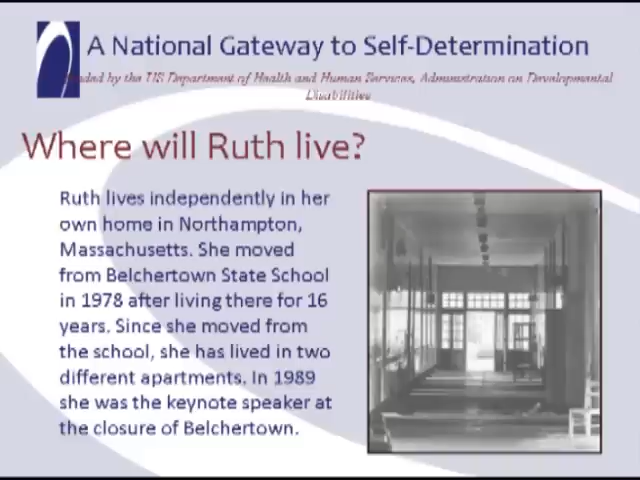 A National Gateway to Self-Determination
Funded by the US Department of Health and Human Services, Administration on Developmental
Disabilities
Where will Ruth live?
Ruth lives independently in her
own home in Northampton,
Massachusetts. She moved
from Belchertown State School
in 1978 after living there for 16
years. Since she moved from
the school, she has lived in two
different apartments. In 1989
she was the keynote speaker at
the closure of Belchertown.